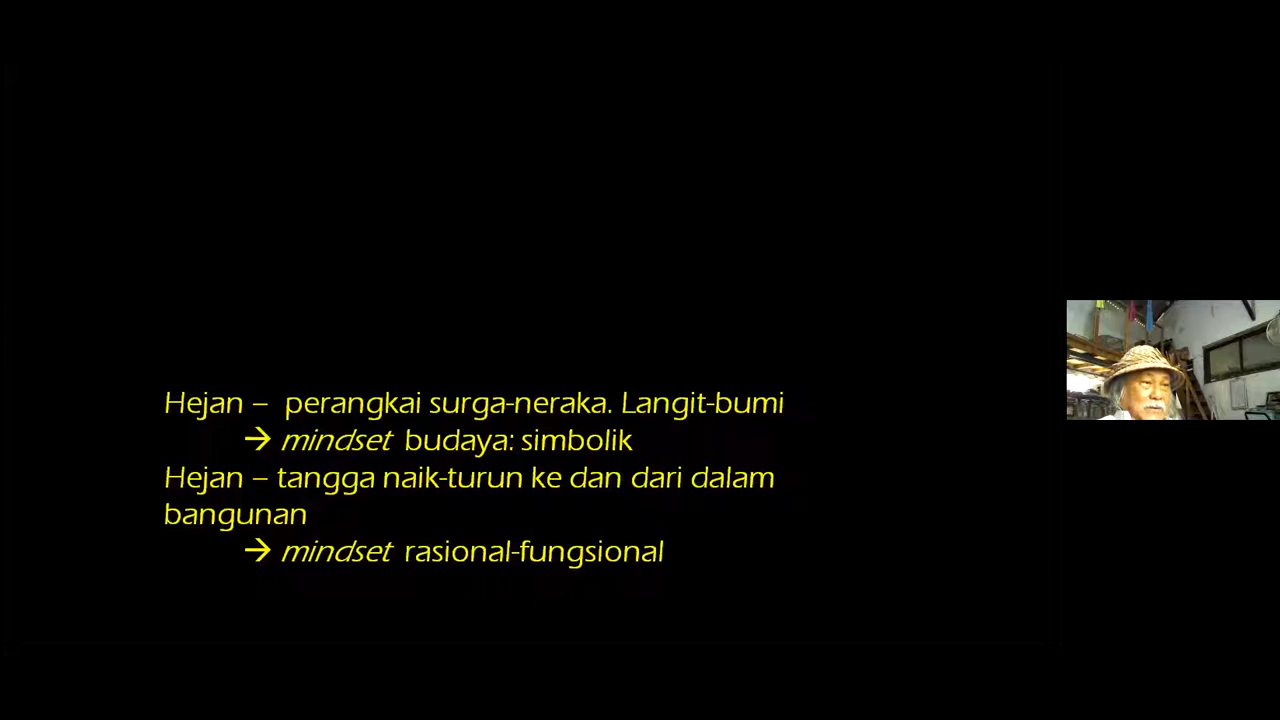 Hejan – perangkai surga-neraka. Langit-bumi
→ mindset budaya: simbolik
Hejan – tangga naik-turun ke dan dari dalam
bangunan
→ mindset rasional-fungsional